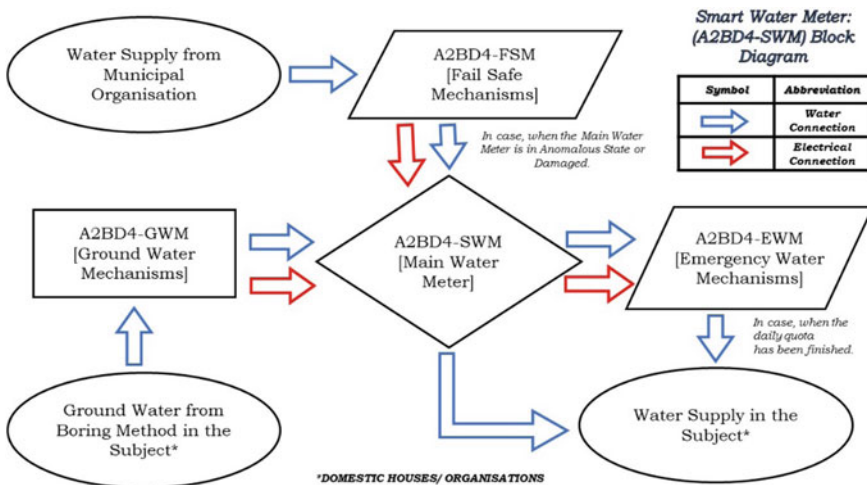 Smart Water Meter:
(A2BD4-SWM) Block
Diagram
Symbol Abbreviation
Water
Connection
Electrical
Connection
Water Supply from
Municipal
Organisation
A2BD4-FSM
[Fail Safe
Mechanisms]
In case, when the Main Water
Meter is in Anomalous State or
Damaged.
A2BD4-GWM
[Ground Water
Mechanisms]
A2BD4-SWM
[Main Water
Meter]
A2BD4-EWM
[Emergency Water
Mechanisms]
In case, when the
daily quota
has been finished.
Ground Water from
Boring Method in the
Subject*
Water Supply in the
Subject*
*DOMESTIC HOUSES/ ORGANISATIONS